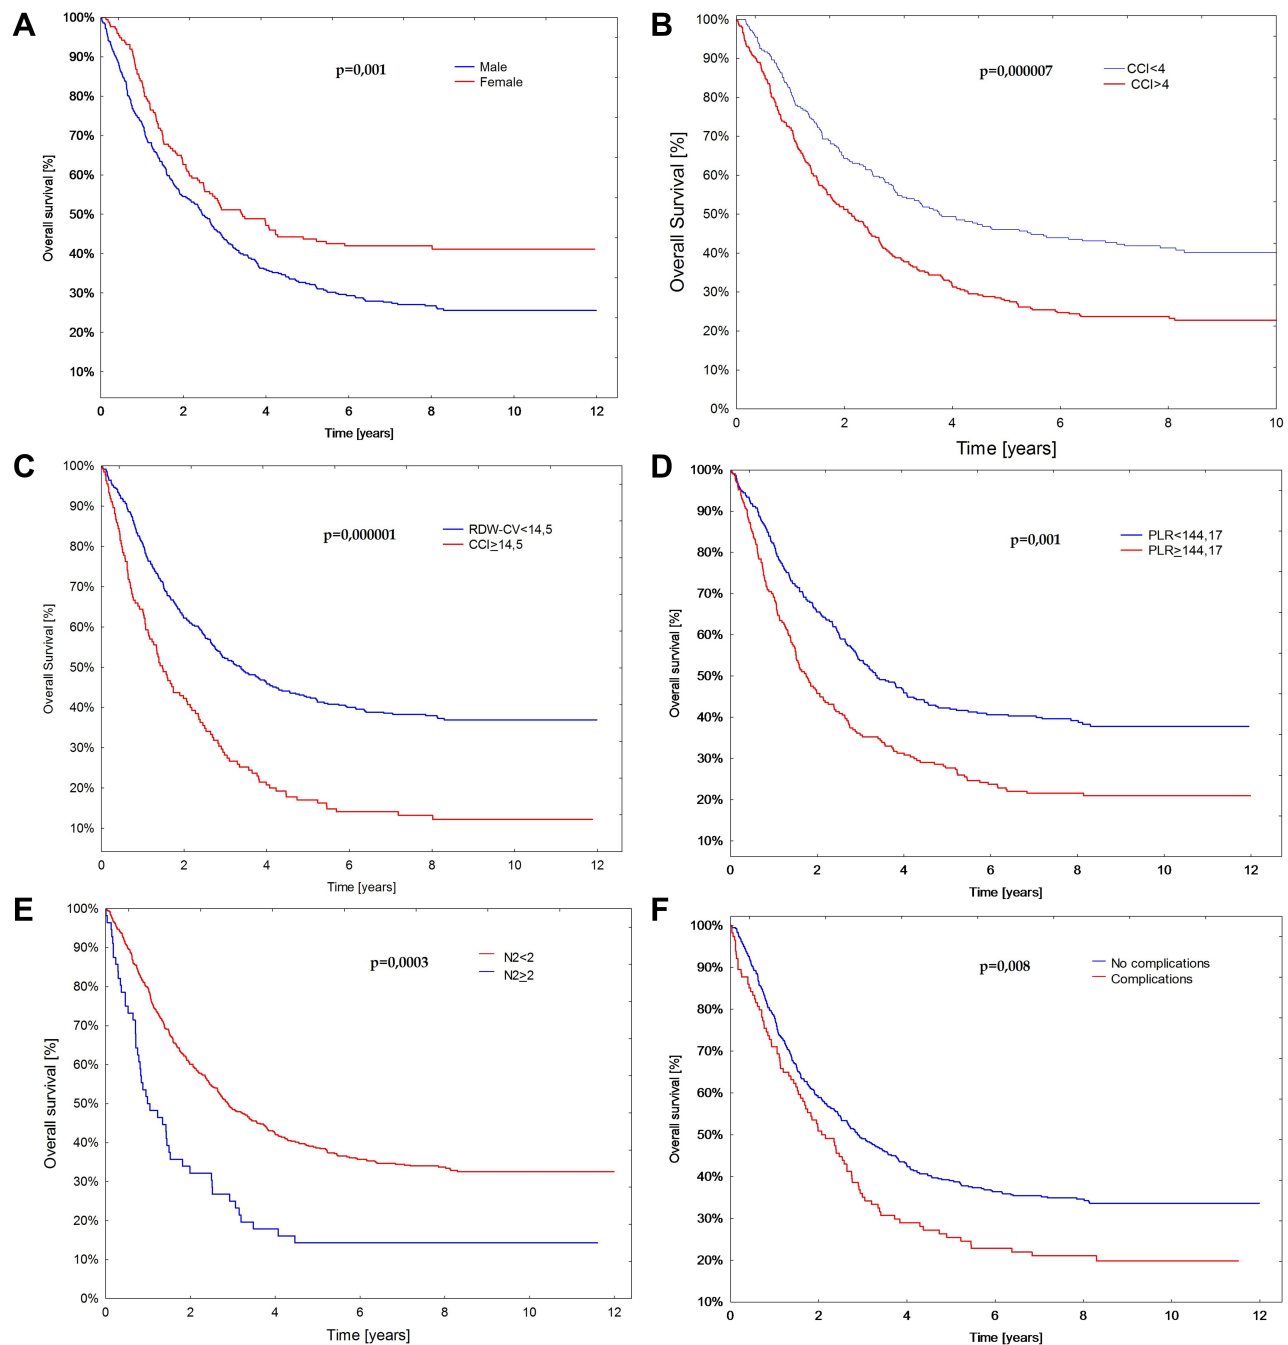 A
100%
90%
80%
70%
60%
50%
40%
30%
20%
10%
0
2
4
6
8
10
12
Overall survival [%]
Time [years]
p=0,001
Male
Female
B
100%
90%
80%
70%
60%
50%
40%
30%
20%
10%
0%
0
2
4
6
8
10
Overall Survival [%]
Time [years]
p=0,000007
CCI<4
CCI>4
C
100%
90%
80%
70%
60%
50%
40%
30%
20%
10%
0
2
4
6
8
10
12
Overall Survival [%]
Time [years]
p=0,000001
RDW-CV<14,5
CCI≥14,5
D
100%
90%
80%
70%
60%
50%
40%
30%
20%
10%
0
2
4
6
8
10
12
Overall survival [%]
Time [years]
p=0,001
PLR<144,17
PLR≥144,17
E
100%
90%
80%
70%
60%
50%
40%
30%
20%
10%
0%
0
2
4
6
8
10
12
Overall survival [%]
Time [years]
p=0,0003
N2<2
N2≥2
F
100%
90%
80%
70%
60%
50%
40%
30%
20%
10%
0
2
4
6
8
10
12
Overall survival [%]
Time [years]
p=0,008
No complications
Complications